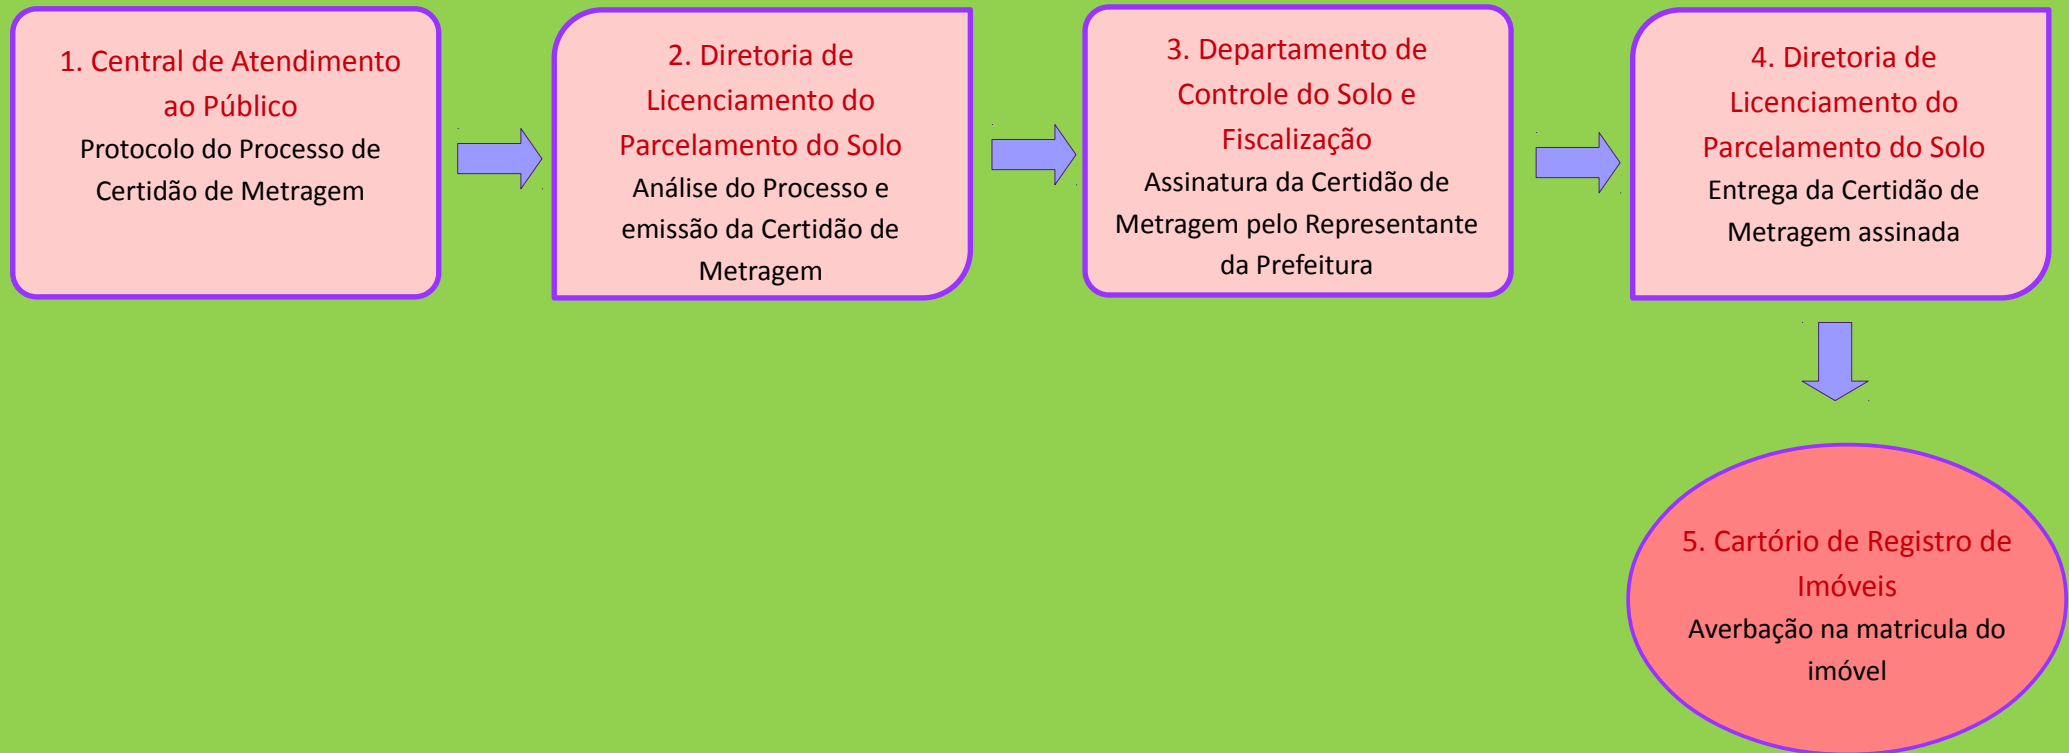 1. Central de Atendimento
ao Público
Protocolo do Processo de
Certidão de Metragem
2. Diretoria de
Licenciamento do
Parcelamento do Solo
Análise do Processo e
emissão da Certidão de
Metragem
3. Departamento de
Controle do Solo e
Fiscalização
Assinatura da Certidão de
Metragem pelo Representante
da Prefeitura
4. Diretoria de
Licenciamento do
Parcelamento do Solo
Entrega da Certidão de
Metragem assinada
5. Cartório de Registro de
Imóveis
Averbação na matricula do
imóvel